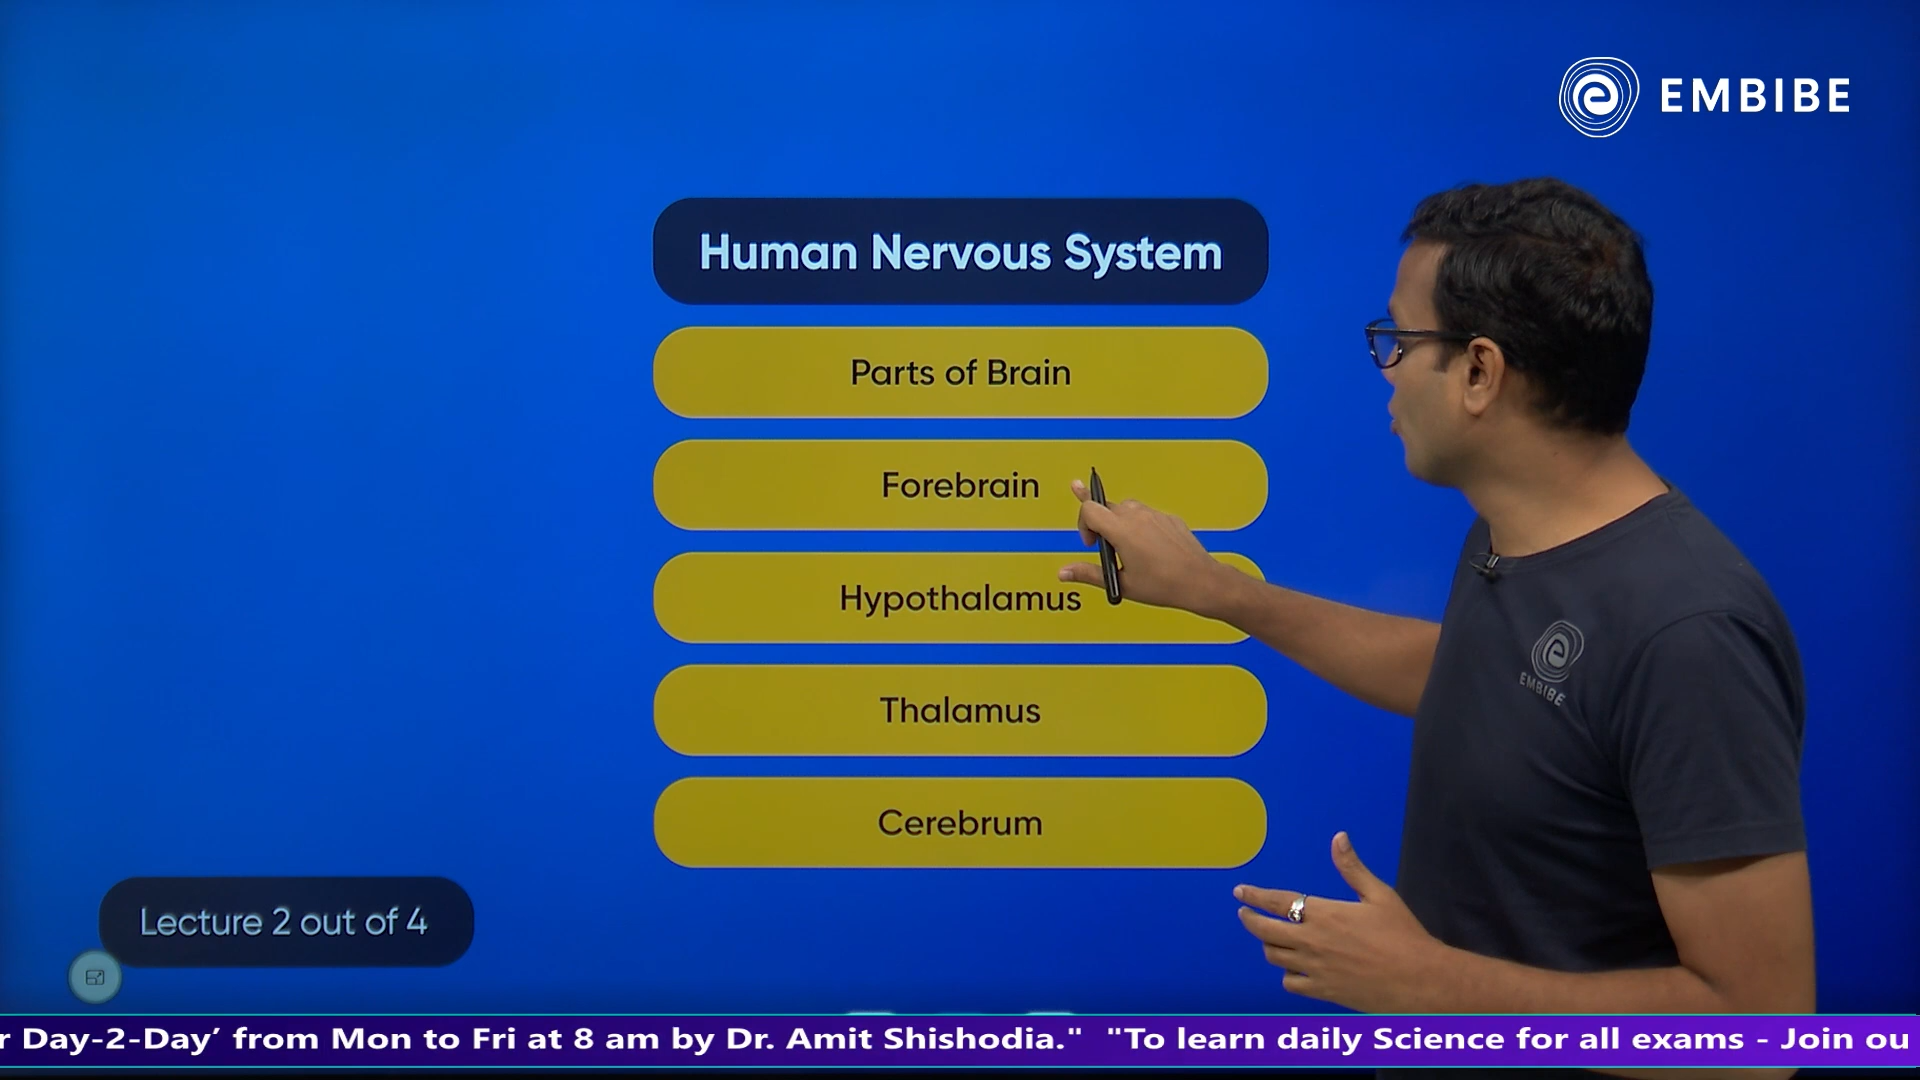 EMBIBE
Human Nervous System
Parts of Brain
Forebrain
Hypothalamus
Thalamus
Cerebrum
EMBIBE
Lecture 2 out of 4
r Day-2-Day’ from Mon to Fri at 8 am by Dr. Amit Shishodia." "To learn daily Science for all exams - Join ou